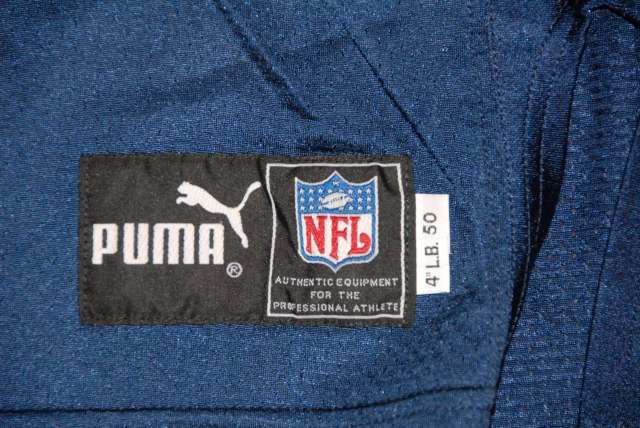 PUMA®
NFL
AUTHENTIC EQUIPMENT
FOR THE
PROFESSIONAL ATHLETE
4" L.B. 50